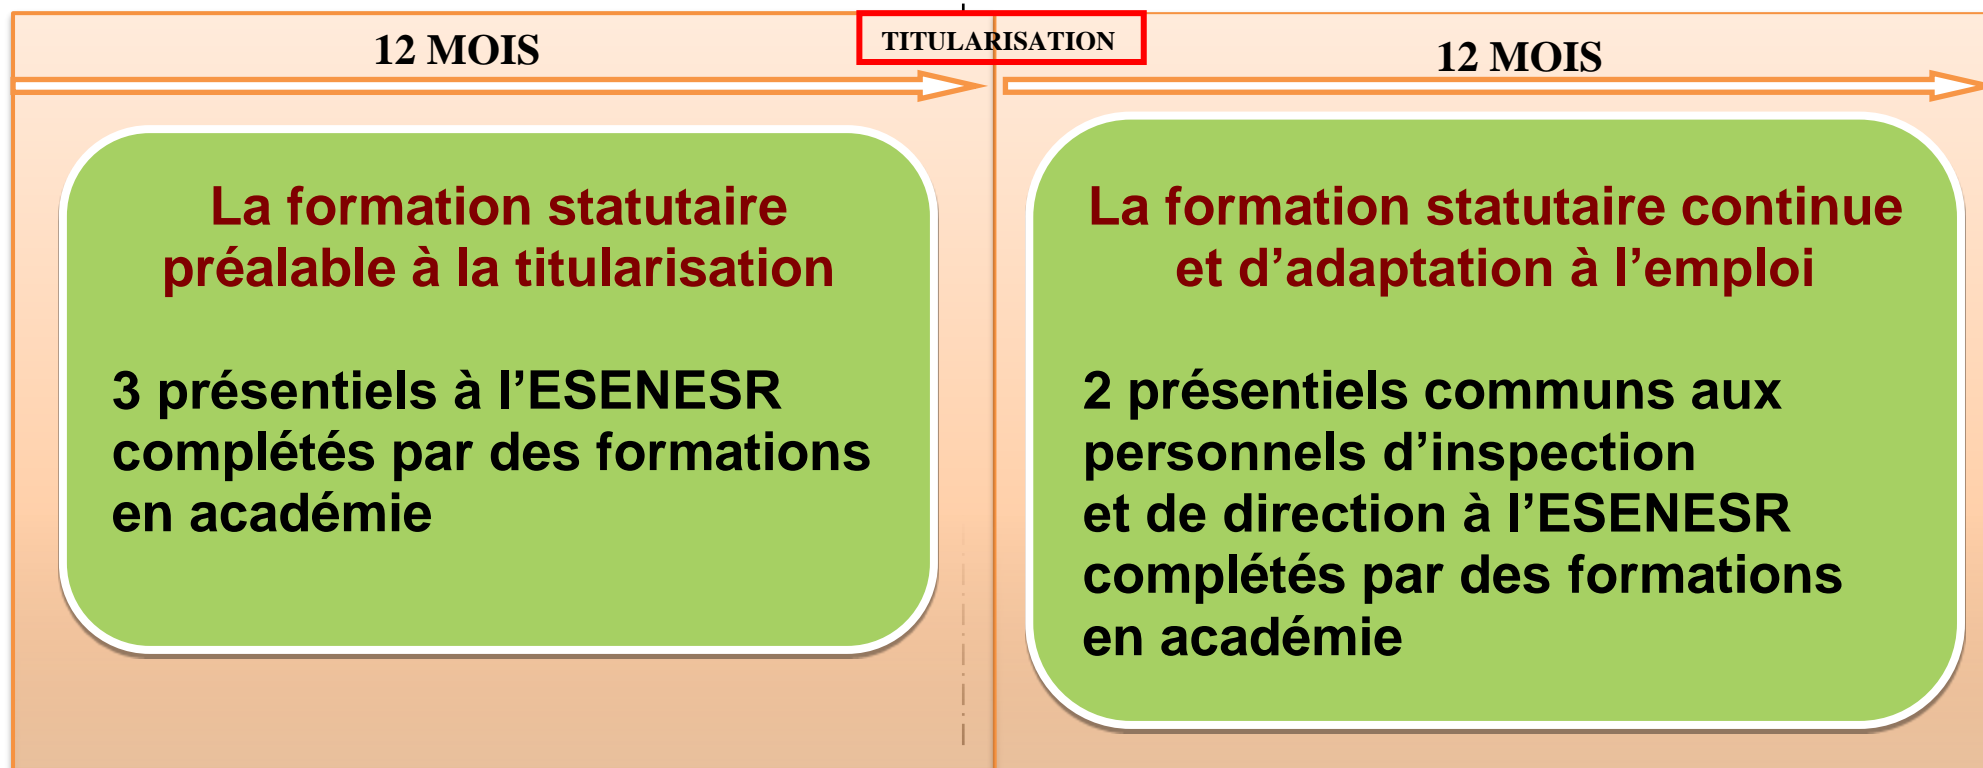 12 MOIS
TITULARISATION
12 MOIS
La formation statutaire
préalable à la titularisation
3 présentiels à l’ESENESR
complétés par des formations
en académie
La formation statutaire continue
et d’adaptation à l’emploi
2 présentiels communs aux
personnels d’inspection
et de direction à l’ESENESR
complétés par des formations
en académie